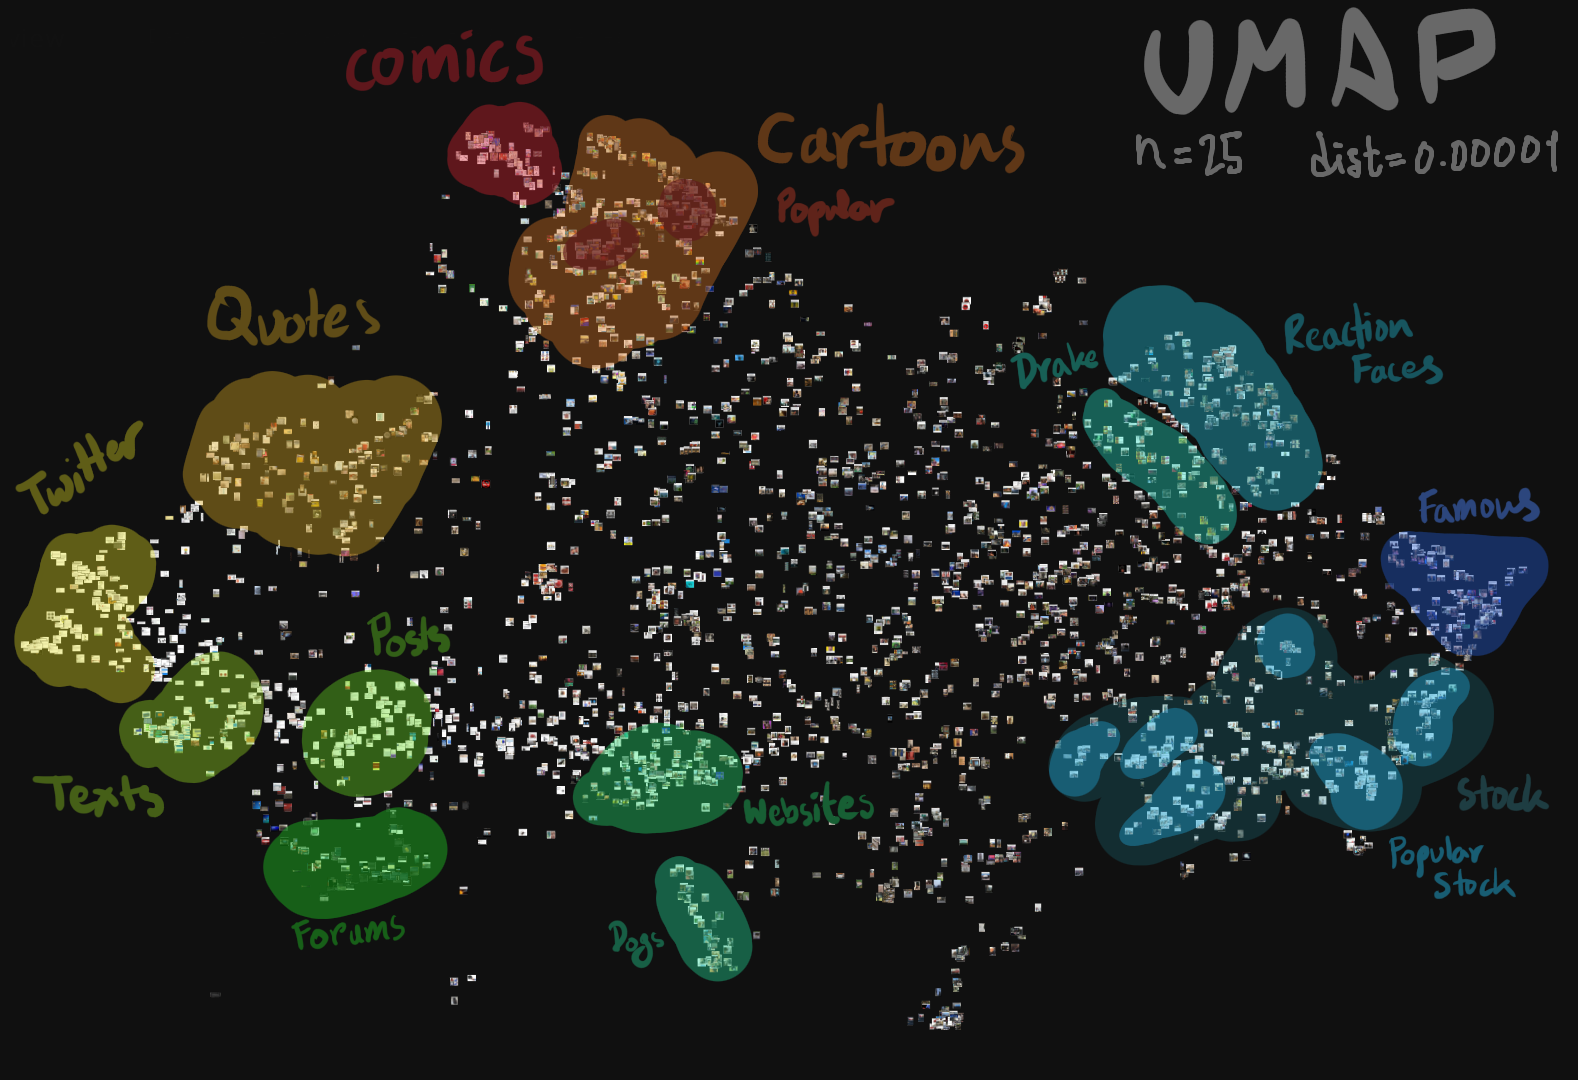 UMAP
n=25 dist=0.00001
comics
Cartoons
Popular
Quotes
Reaction
Faces
Drake
Twitter
Famous
Posts
Texts
Websites
Stock
Popular
Stock
Forums
Dogs